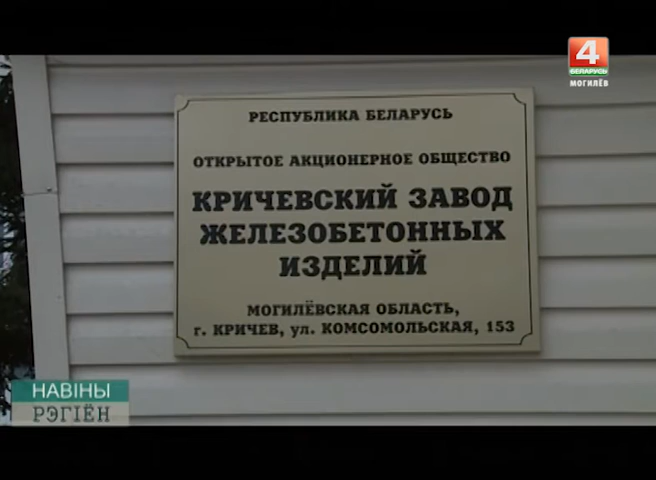 4
БЕЛАРУСЬ
МОГИЛЁВ
РЕСПУБЛИКА БЕЛАРУСЬ
ОТКРЫТОЕ АКЦИОНЕРНОЕ ОБЩЕСТВО
КРИЧЕВСКИЙ ЗАВОД
ЖЕЛЕЗОБЕТОННЫХ
ИЗДЕЛИЙ
МОГИЛЁВСКАЯ ОБЛАСТЬ,
г. КРИЧЕВ, ул. КОМСОМОЛЬСКАЯ, 153
НАВІНЫ
РЭГІЁН